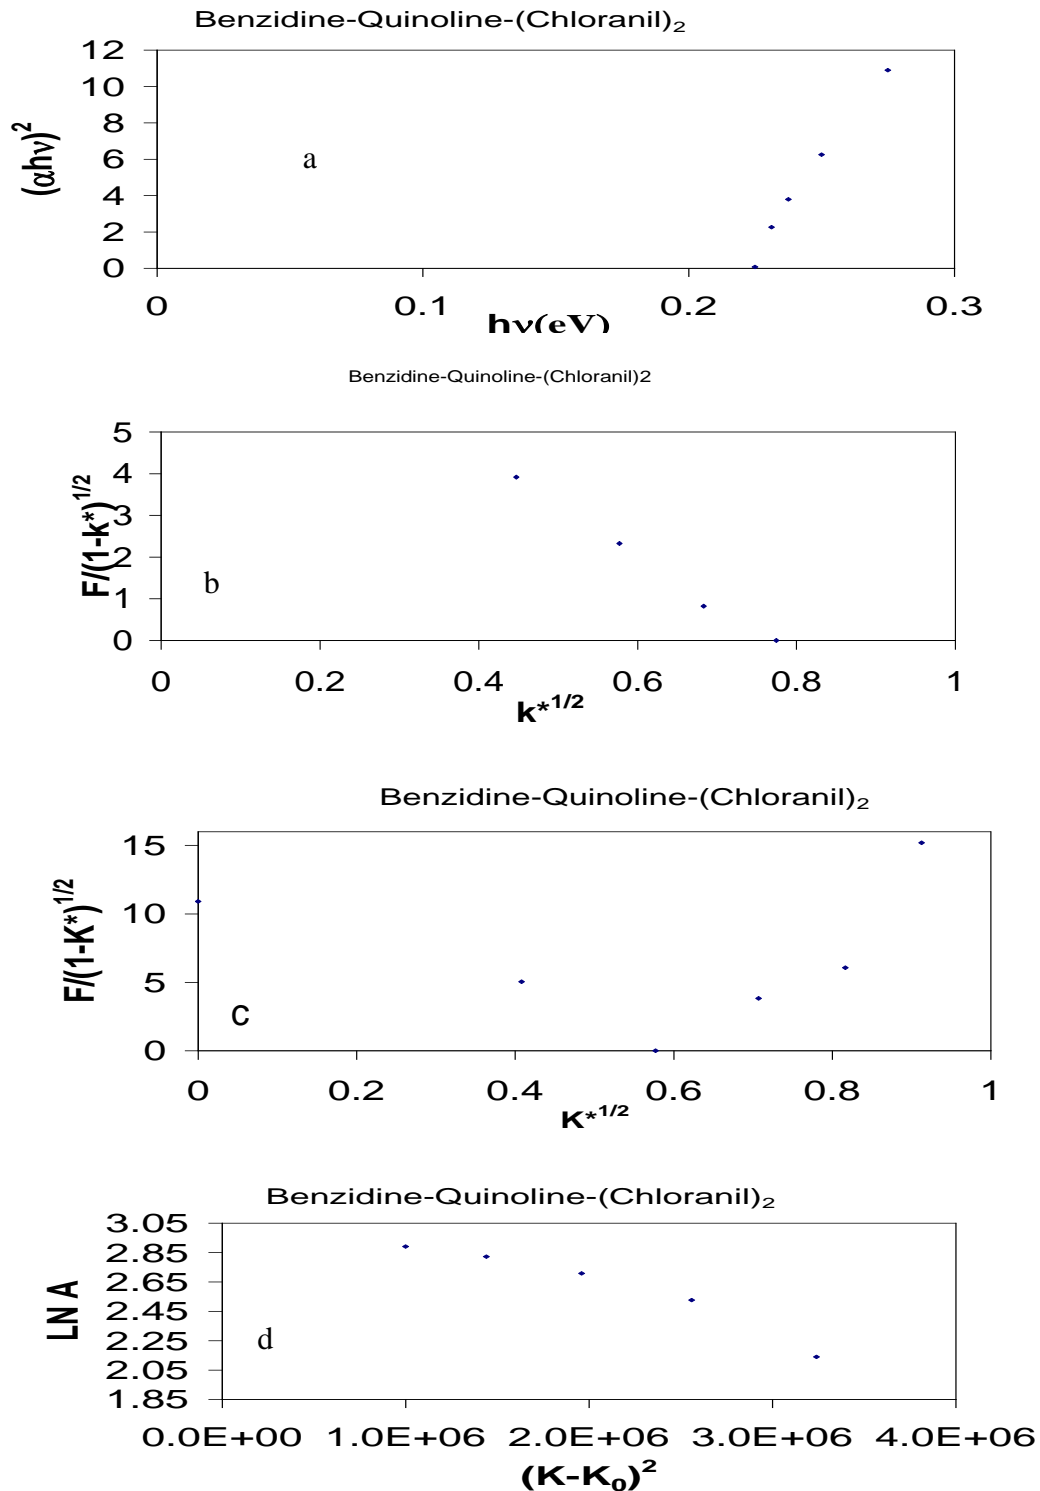 Benzidine-Quinoline-(Chloranil)₂
12
10
8
6
4
2
0
(αhν)²
a
0 0.1 0.2 0.3
hν(eV)
Benzidine-Quinoline-(Chloranil)2
5
4
3
2
1
0
F/(1-k*)^1/2
b
0 0.2 0.4 0.6 0.8 1
k*^1/2
Benzidine-Quinoline-(Chloranil)₂
15
10
5
0
F/(1-K*)^1/2
c
0 0.2 0.4 0.6 0.8 1
K*^1/2
Benzidine-Quinoline-(Chloranil)₂
3.05
2.85
2.65
2.45
2.25
2.05
1.85
LN A
d
0.0E+00 1.0E+06 2.0E+06 3.0E+06 4.0E+06
(K-K₀)²